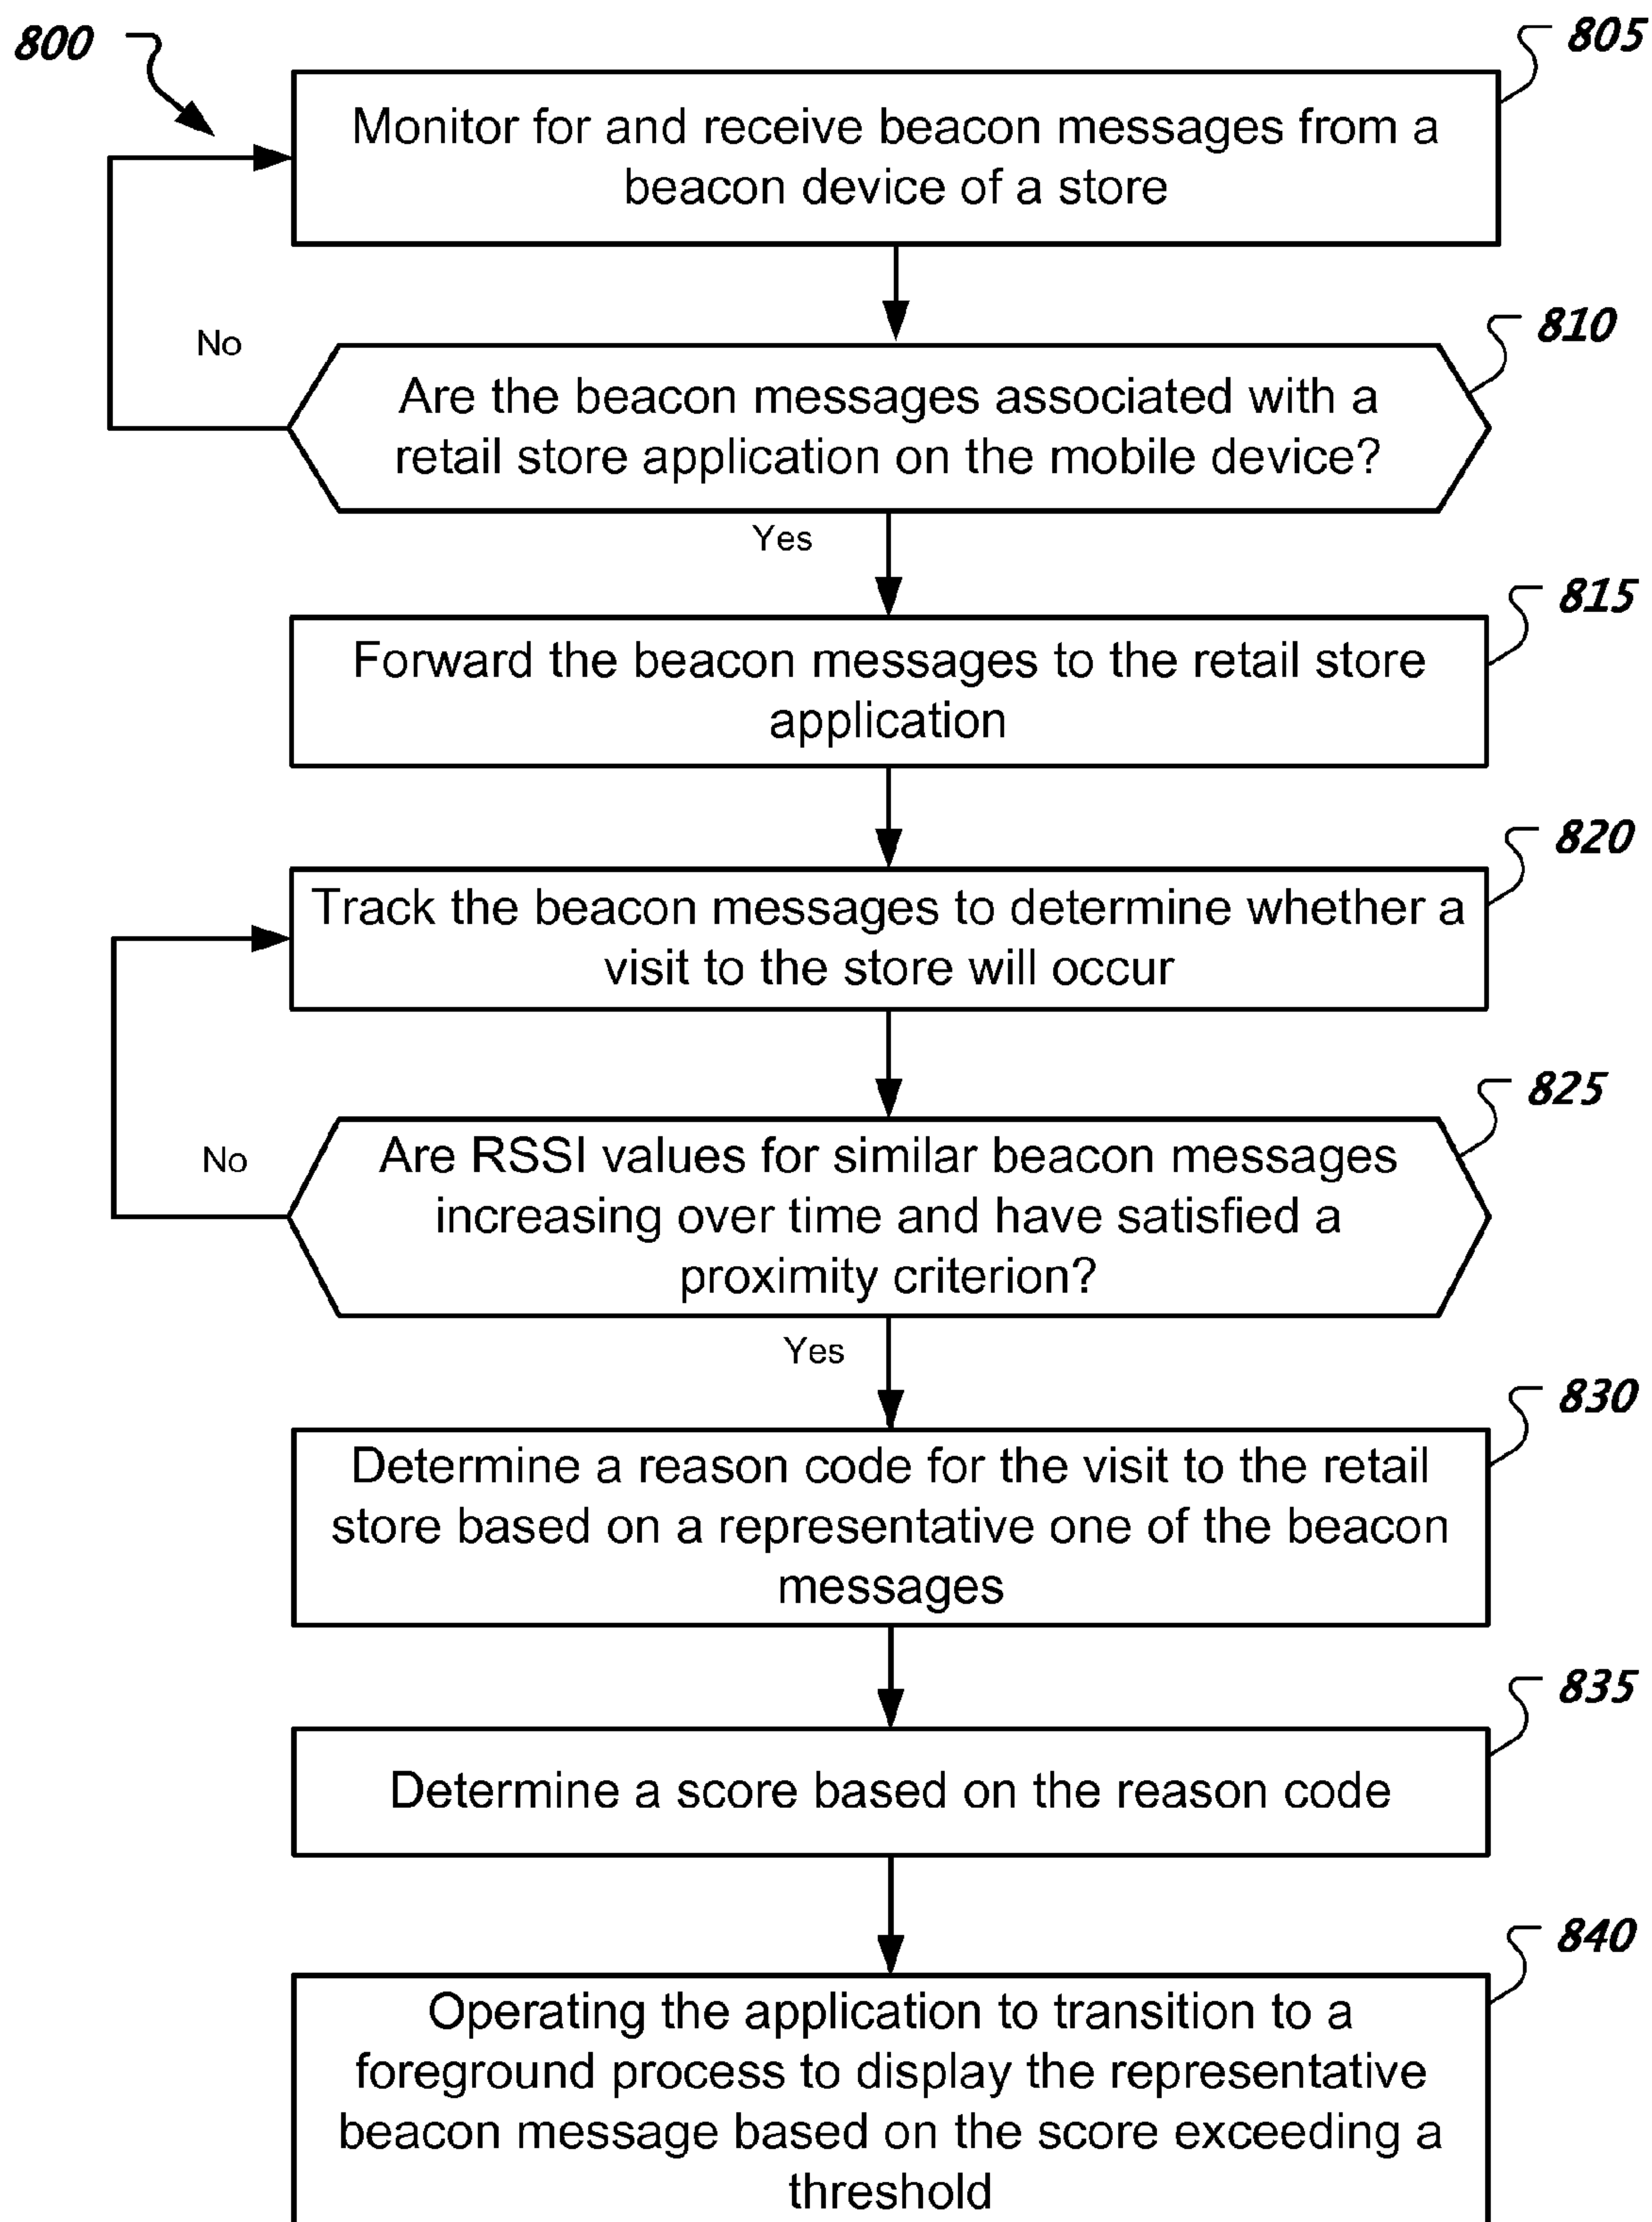 800
805
Monitor for and receive beacon messages from a
beacon device of a store
No
810
Are the beacon messages associated with a
retail store application on the mobile device?
Yes
815
Forward the beacon messages to the retail store
application
820
Track the beacon messages to determine whether a
visit to the store will occur
825
No
Are RSSI values for similar beacon messages
increasing over time and have satisfied a
proximity criterion?
Yes
830
Determine a reason code for the visit to the retail
store based on a representative one of the beacon
messages
835
Determine a score based on the reason code
840
Operating the application to transition to a
foreground process to display the representative
beacon message based on the score exceeding a
threshold